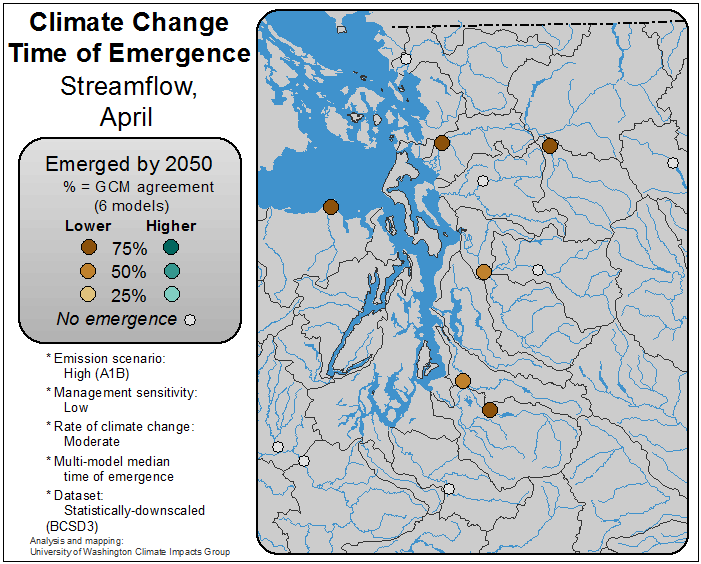 Climate Change
Time of Emergence
Streamflow,
April
Emerged by 2050
% = GCM agreement
(6 models)
Lower Higher
75%
50%
25%
No emergence
* Emission scenario:
High (A1B)
* Management sensitivity:
Low
* Rate of climate change:
Moderate
* Multi-model median
time of emergence
* Dataset:
Statistically-downscaled
(BCSD3)
Analysis and mapping:
University of Washington Climate Impacts Group